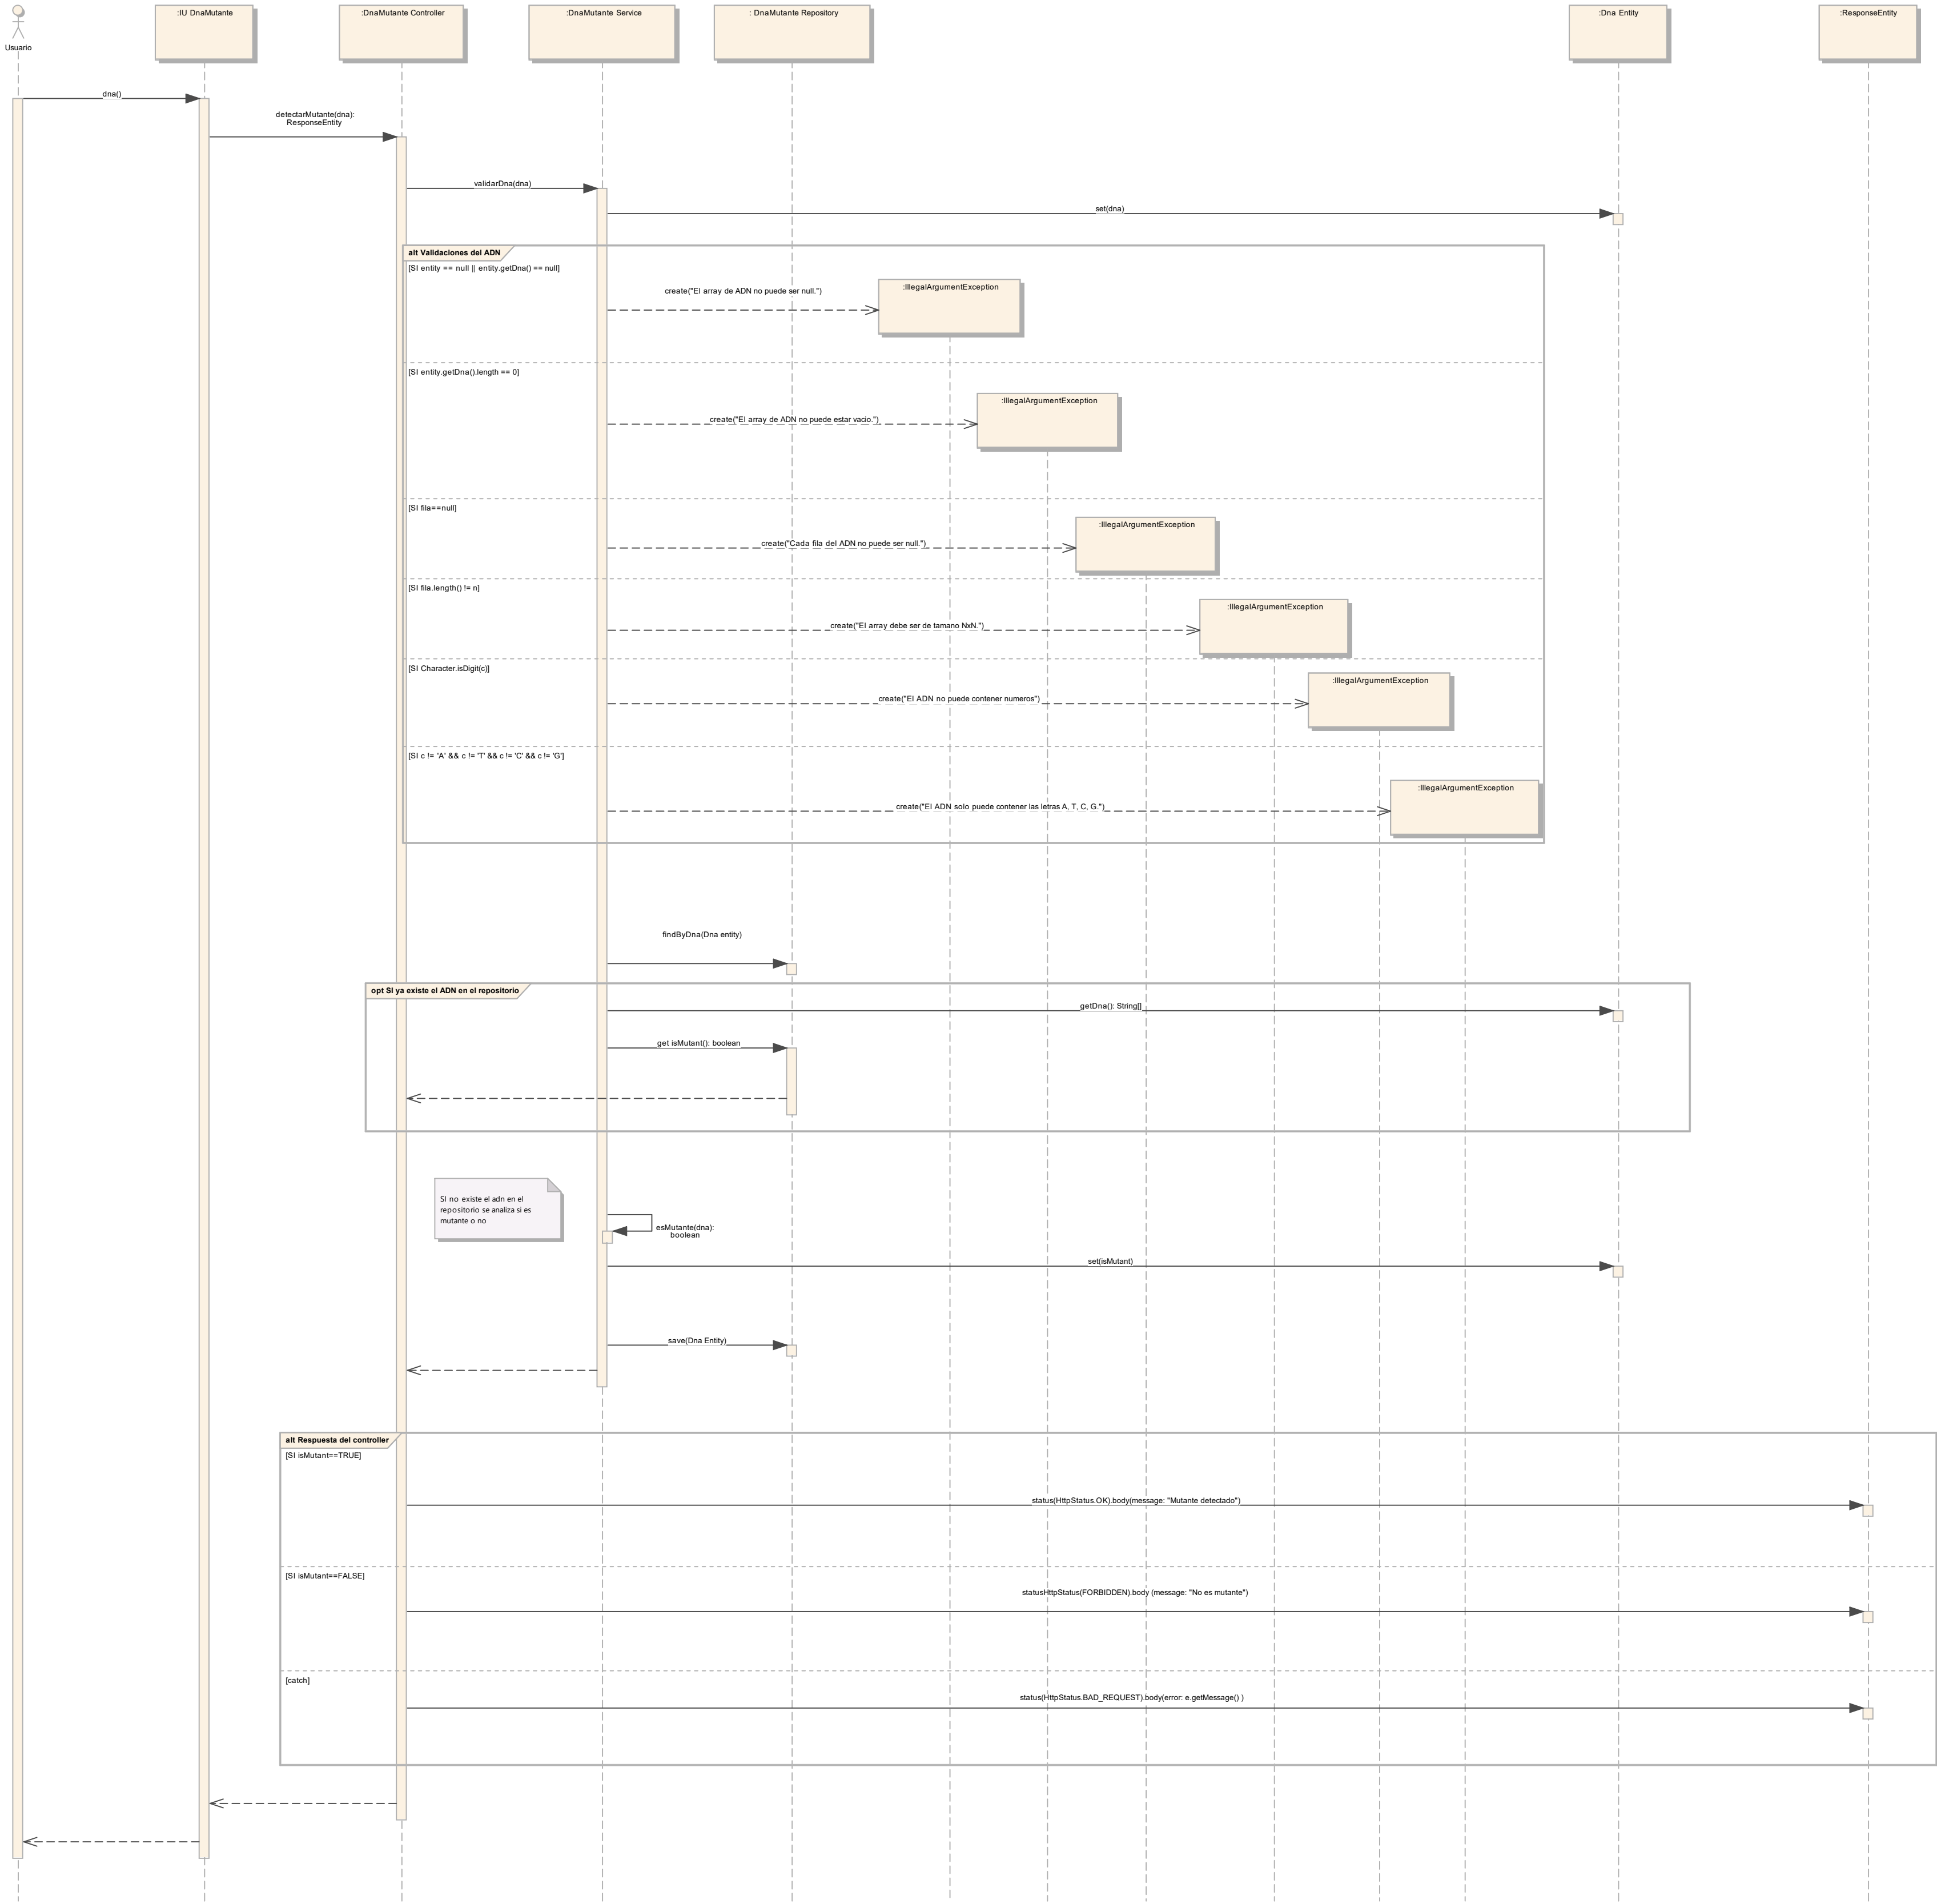 :IU DnaMutante
:DnaMutante Controller
:DnaMutante Service
: DnaMutante Repository
:Dna Entity
:ResponseEntity
Usuario
dna()
detectarMutante(dna):
ResponseEntity
validarDna(dna)
set(dna)
alt Validaciones del ADN
[SI entity == null || entity.getDna() == null]
:IllegalArgumentException
create("El array de ADN no puede ser null.")
[SI entity.getDna().length == 0]
:IllegalArgumentException
create("El array de ADN no puede estar vacio.")
[SI fila==null]
:IllegalArgumentException
create("Cada fila del ADN no puede ser null.")
[SI fila.length() != n]
:IllegalArgumentException
create("El array debe ser de tamano NxN.")
[SI Character.isDigit(c)]
:IllegalArgumentException
create("El ADN no puede contener numeros")
[SI c != 'A' && c != 'T' && c != 'C' && c != 'G']
:IllegalArgumentException
create("El ADN solo puede contener las letras A, T, C, G.")
findByDna(Dna entity)
opt SI ya existe el ADN en el repositorio
getDna(): String[]
get isMutant(): boolean
SI no existe el adn en el
repositorio se analiza si es
mutante o no
esMutante(dna):
boolean
set(isMutant)
save(Dna Entity)
alt Respuesta del controller
[SI isMutant==TRUE]
status(HttpStatus.OK).body(message: "Mutante detectado")
[SI isMutant==FALSE]
statusHttpStatus(FORBIDDEN).body (message: "No es mutante")
[catch]
status(HttpStatus.BAD_REQUEST).body(error: e.getMessage() )